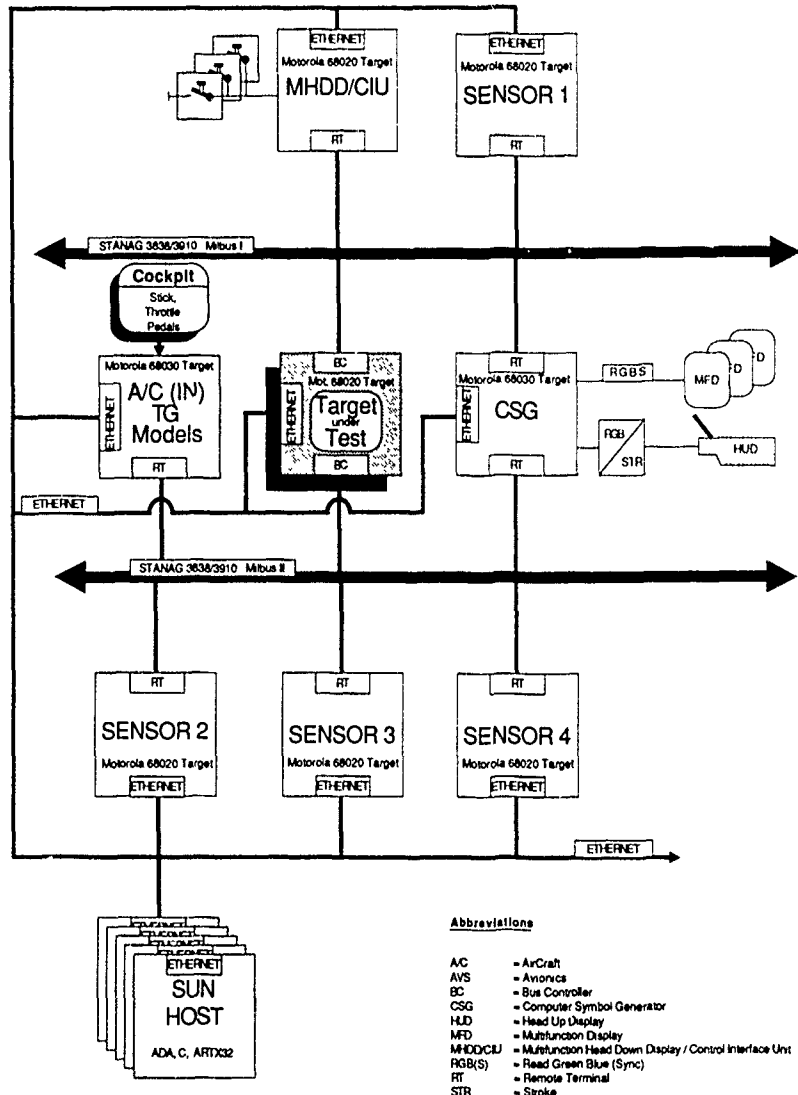 ETHERNET
Motorola 68020 Target
MHDD/CIU
RT
ETHERNET
Motorola 68020 Target
SENSOR 1
RT
STANAG 3838/3910 Milbus I
Cockpit
Stick,
Throttle
Pedals
Motorola 68030 Target
ETHERNET
A/C (IN)
TG
Models
RT
BC
Mot. 68020 Target
ETHERNET
Target
under
Test
BC
RT
Motorola 68030 Target
ETHERNET
CSG
RT
RGBS
MFD
D
D
RGB
STR
HUD
ETHERNET
STANAG 3838/3910 Milbus II
RT
SENSOR 2
Motorola 68020 Target
ETHERNET
RT
SENSOR 3
Motorola 68020 Target
ETHERNET
RT
SENSOR 4
Motorola 68020 Target
ETHERNET
ETHERNET
ETHERNET
ETHERNET
ETHERNET
ETHERNET
ETHERNET
SUN
HOST
ADA, C, ARTX32
Abbreviations
A/C = AirCraft
AVS = Avionics
BC = Bus Controller
CSG = Computer Symbol Generator
HUD = Head Up Display
MFD = Multifunction Display
MHDD/CIU = Multifunction Head Down Display / Control Interface Unit
RGB(S) = Read Green Blue (Sync)
RT = Remote Terminal
STR = Stroke